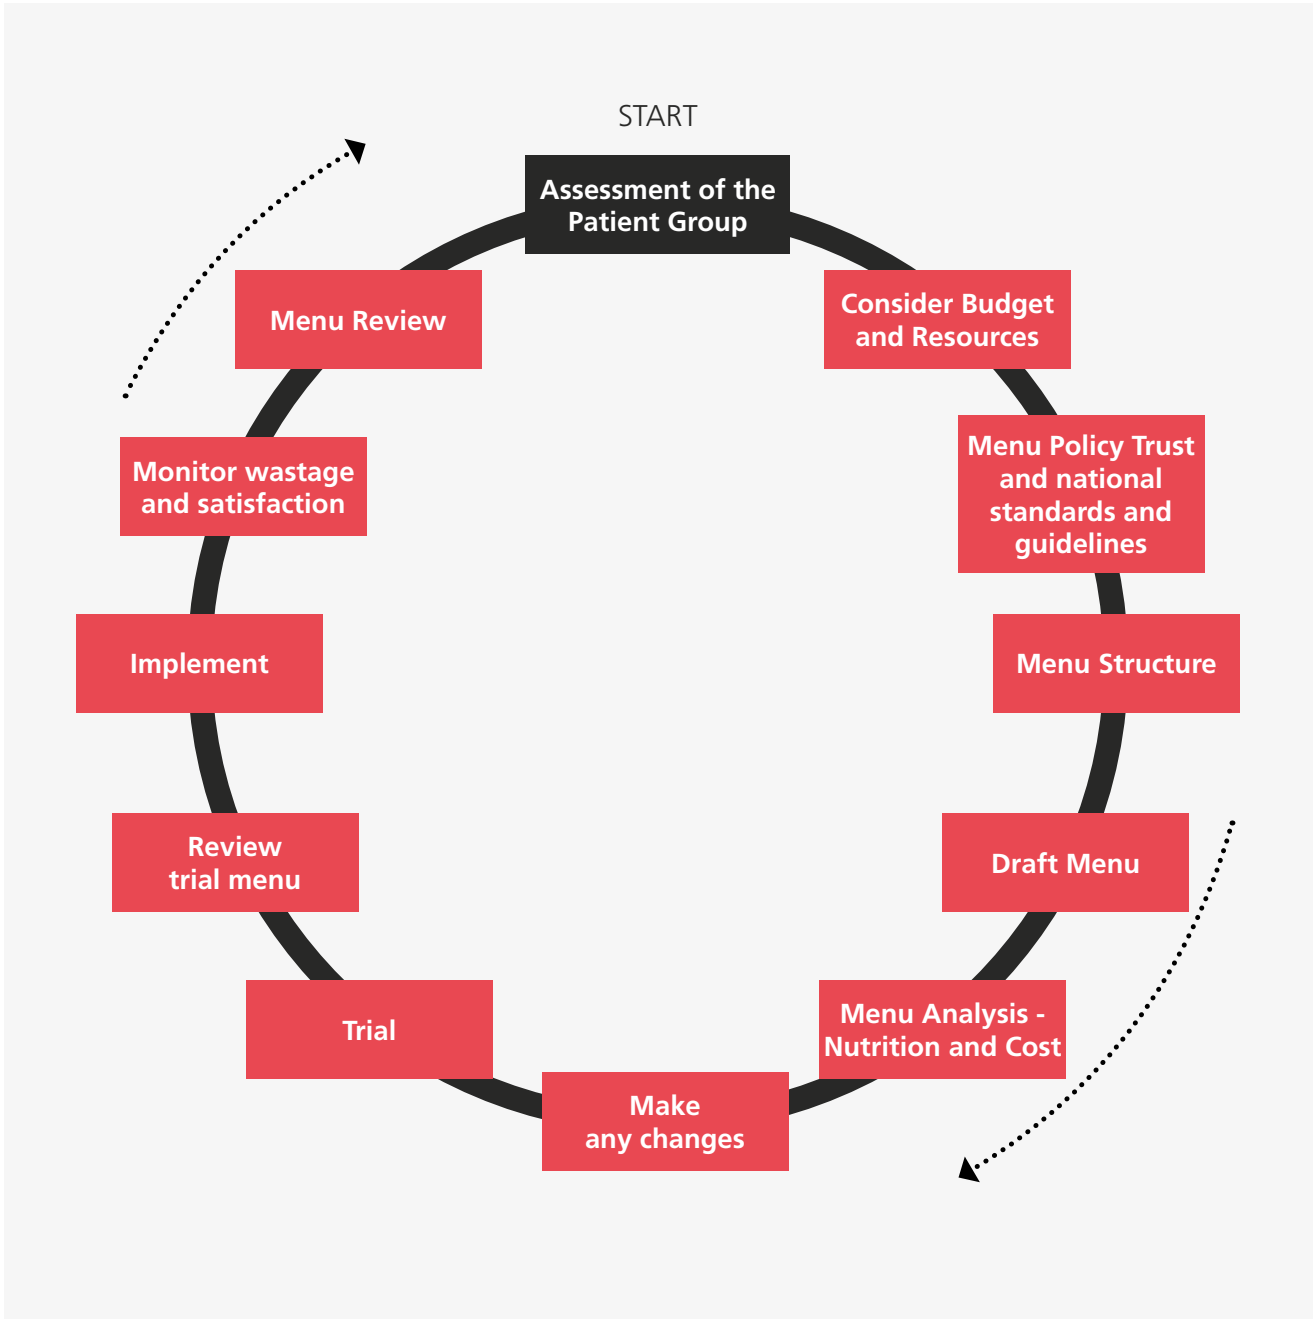 START
Assessment of the
Patient Group
Consider Budget
and Resources
Menu Policy Trust
and national
standards and
guidelines
Menu Structure
Draft Menu
Menu Analysis -
Nutrition and Cost
Make
any changes
Trial
Review
trial menu
Implement
Monitor wastage
and satisfaction
Menu Review